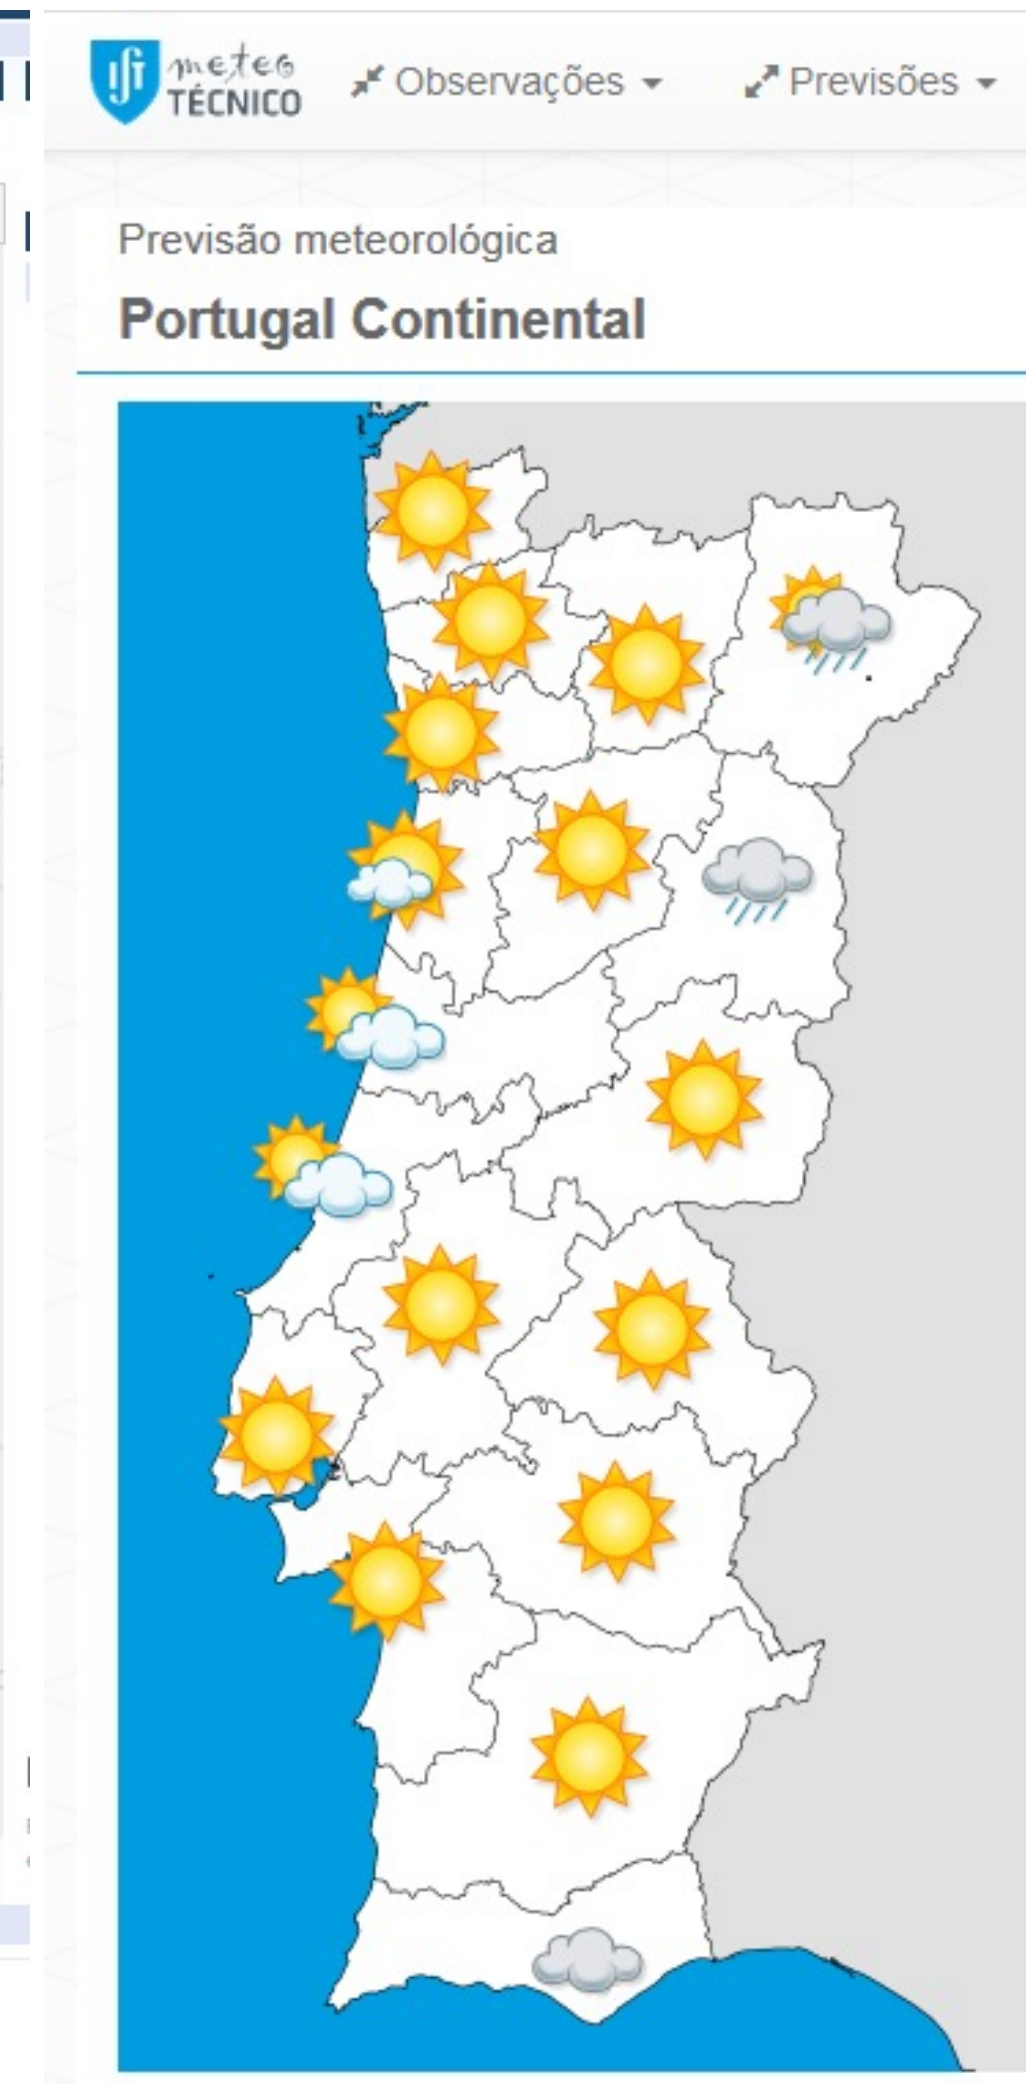 meteo
TÉCNICO
Observações
Previsões
Previsão meteorológica
Portugal Continental